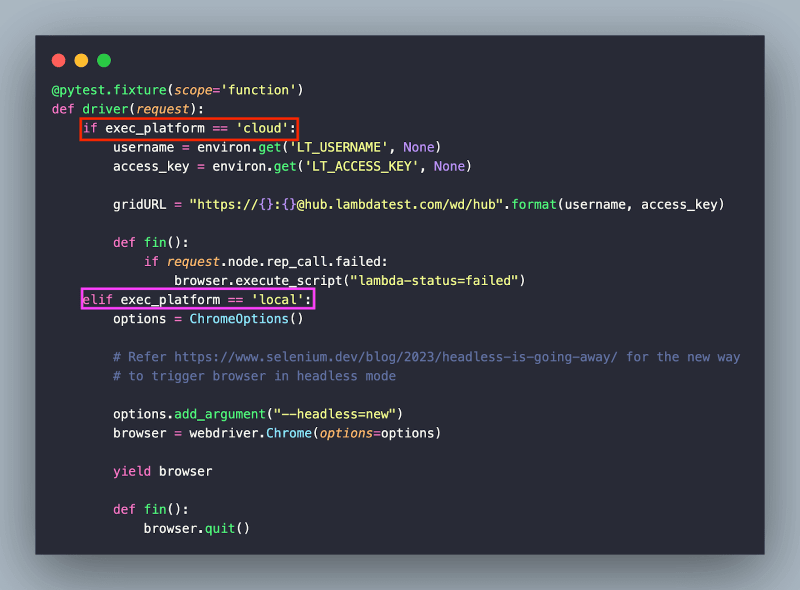 @pytest.fixture(scope='function')
def driver(request):
    if exec_platform == 'cloud':
        username = environ.get('LT_USERNAME', None)
        access_key = environ.get('LT_ACCESS_KEY', None)

        gridURL = "https://{}:{}@hub.lambdatest.com/wd/hub".format(username, access_key)

        def fin():
            if request.node.rep_call.failed:
                browser.execute_script("lambda-status=failed")
    elif exec_platform == 'local':
        options = ChromeOptions()

        # Refer https://www.selenium.dev/blog/2023/headless-is-going-away/ for the new way
        # to trigger browser in headless mode

        options.add_argument("--headless=new")
        browser = webdriver.Chrome(options=options)

        yield browser

        def fin():
            browser.quit()